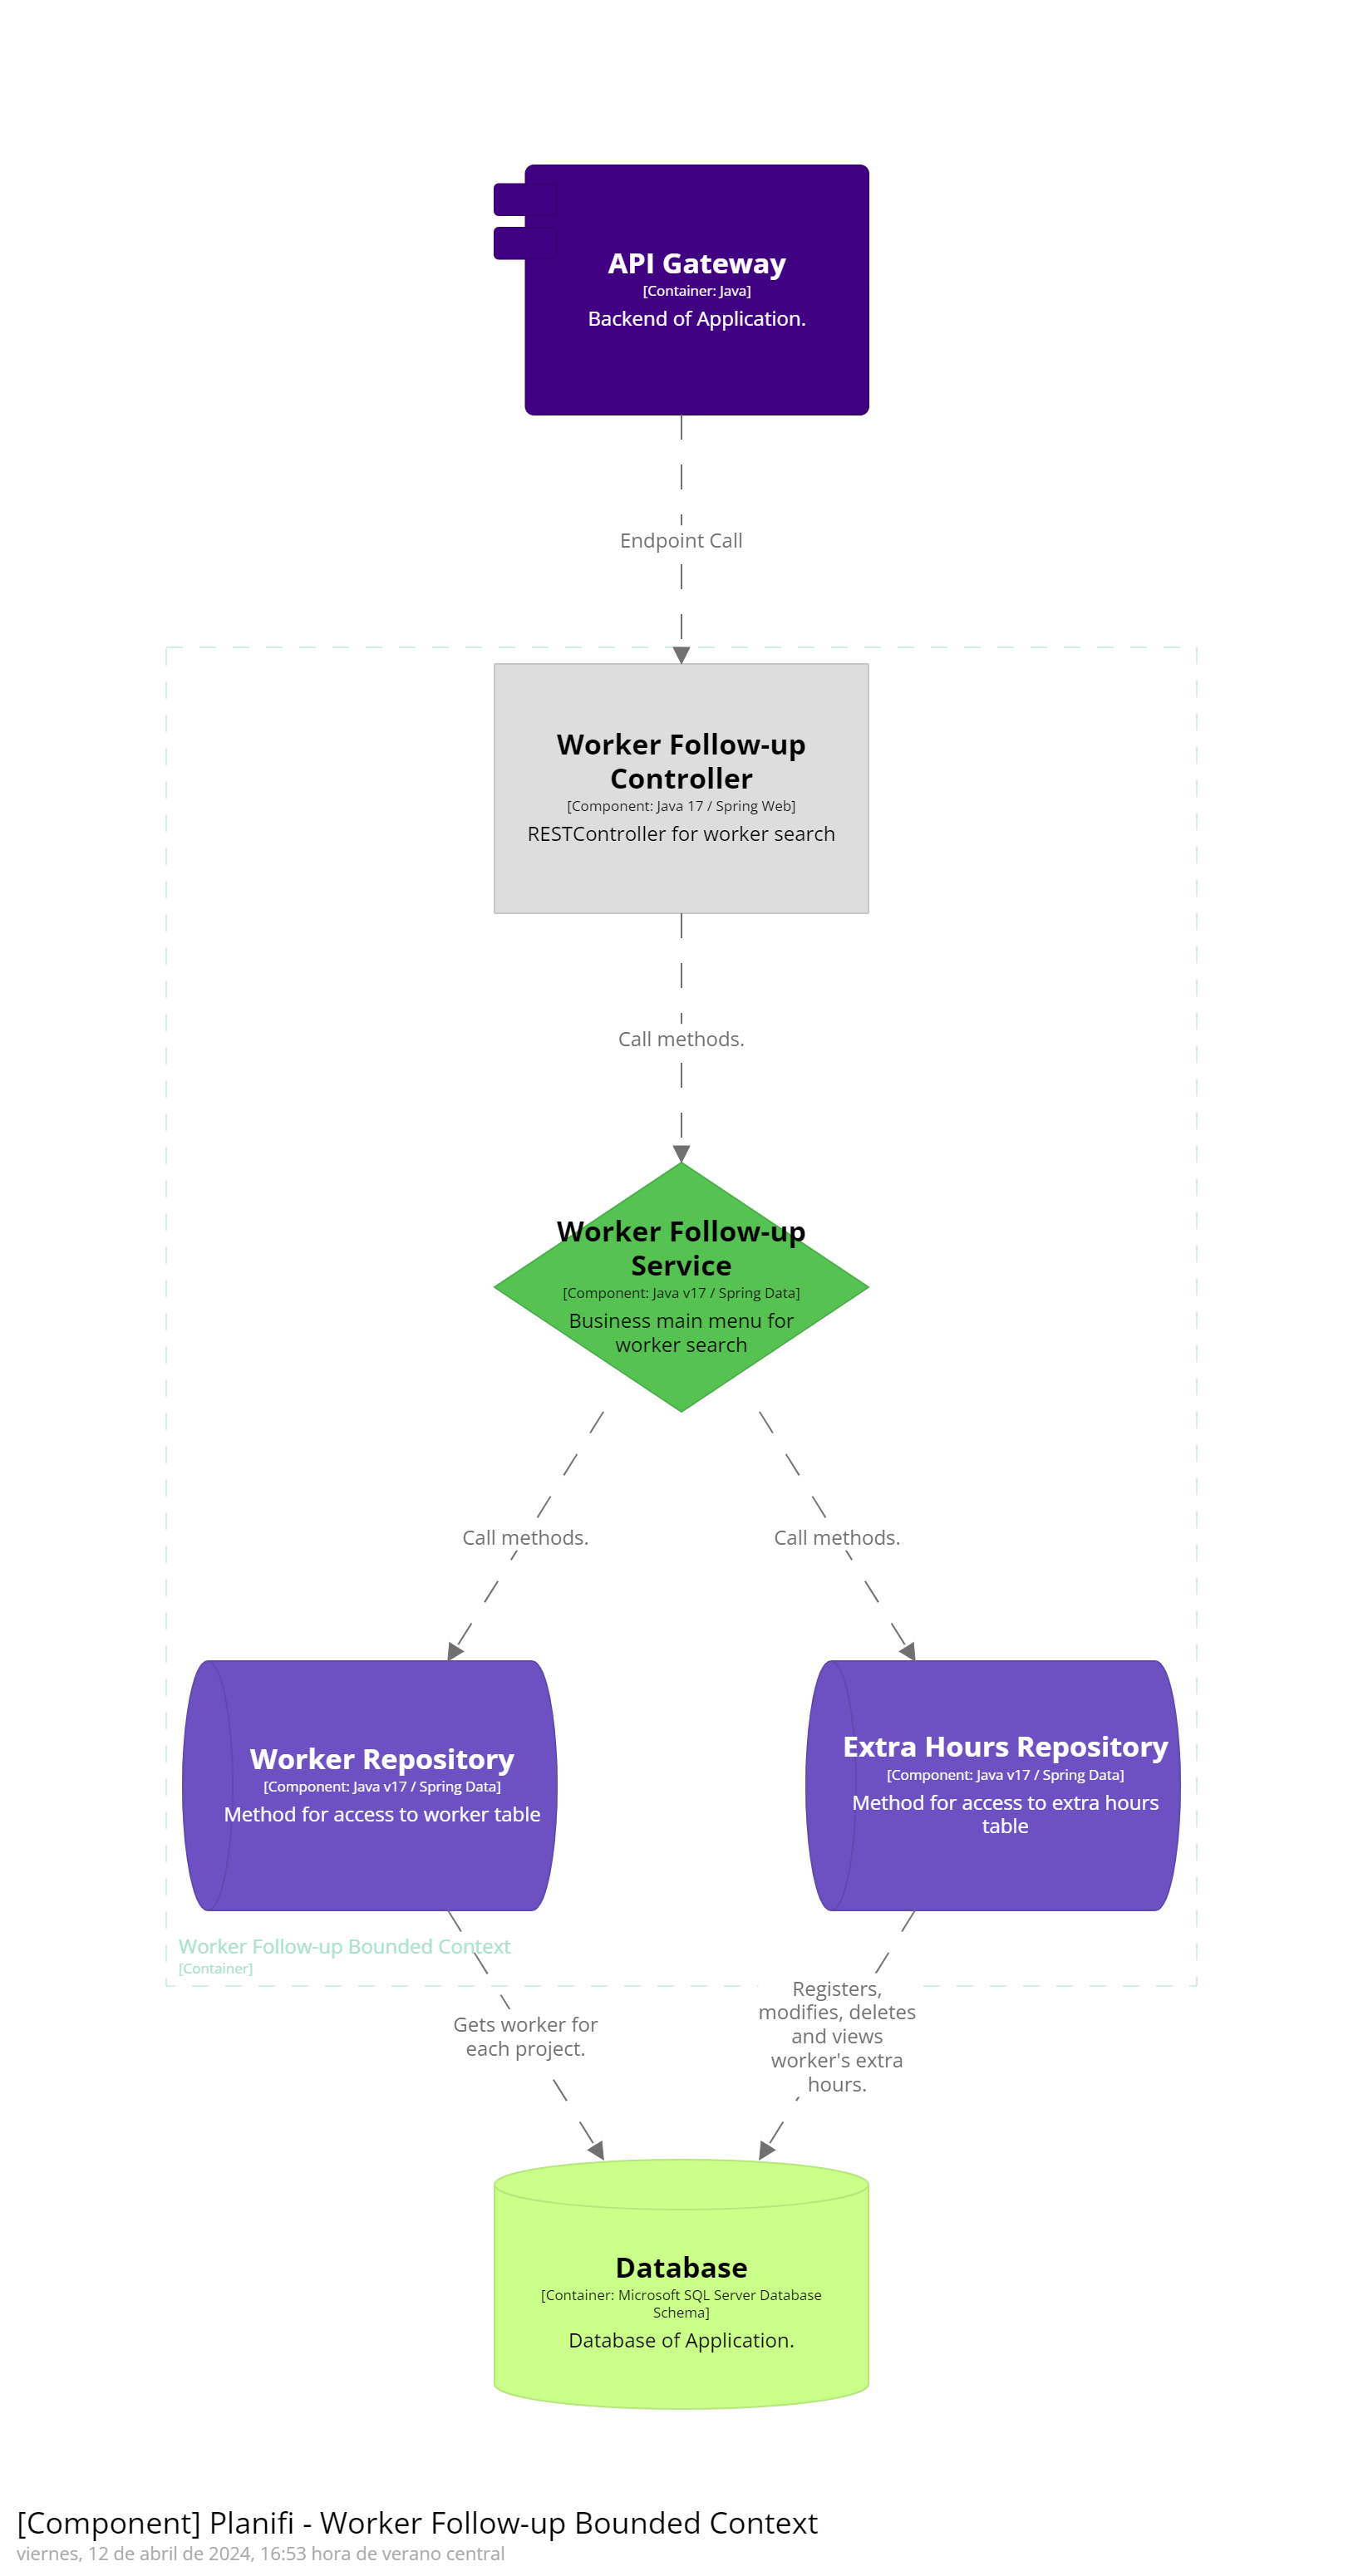 API Gateway
[Container: Java]
Backend of Application.
Endpoint Call
Worker Follow-up
Controller
[Component: Java 17 / Spring Web]
RESTController for worker search
Call methods.
Worker Follow-up
Service
[Component: Java v17 / Spring Data]
Business main menu for
worker search
Call methods.
Call methods.
Worker Repository
[Component: Java v17 / Spring Data]
Method for access to worker table
Extra Hours Repository
[Component: Java v17 / Spring Data]
Method for access to extra hours
table
Worker Follow-up Bounded Context
[Container]
Gets worker for
each project.
Registers,
modifies, deletes
and views
worker's extra
hours.
Database
[Container: Microsoft SQL Server Database
Schema]
Database of Application.
[Component] Planifi - Worker Follow-up Bounded Context
viernes, 12 de abril de 2024, 16:53 hora de verano central